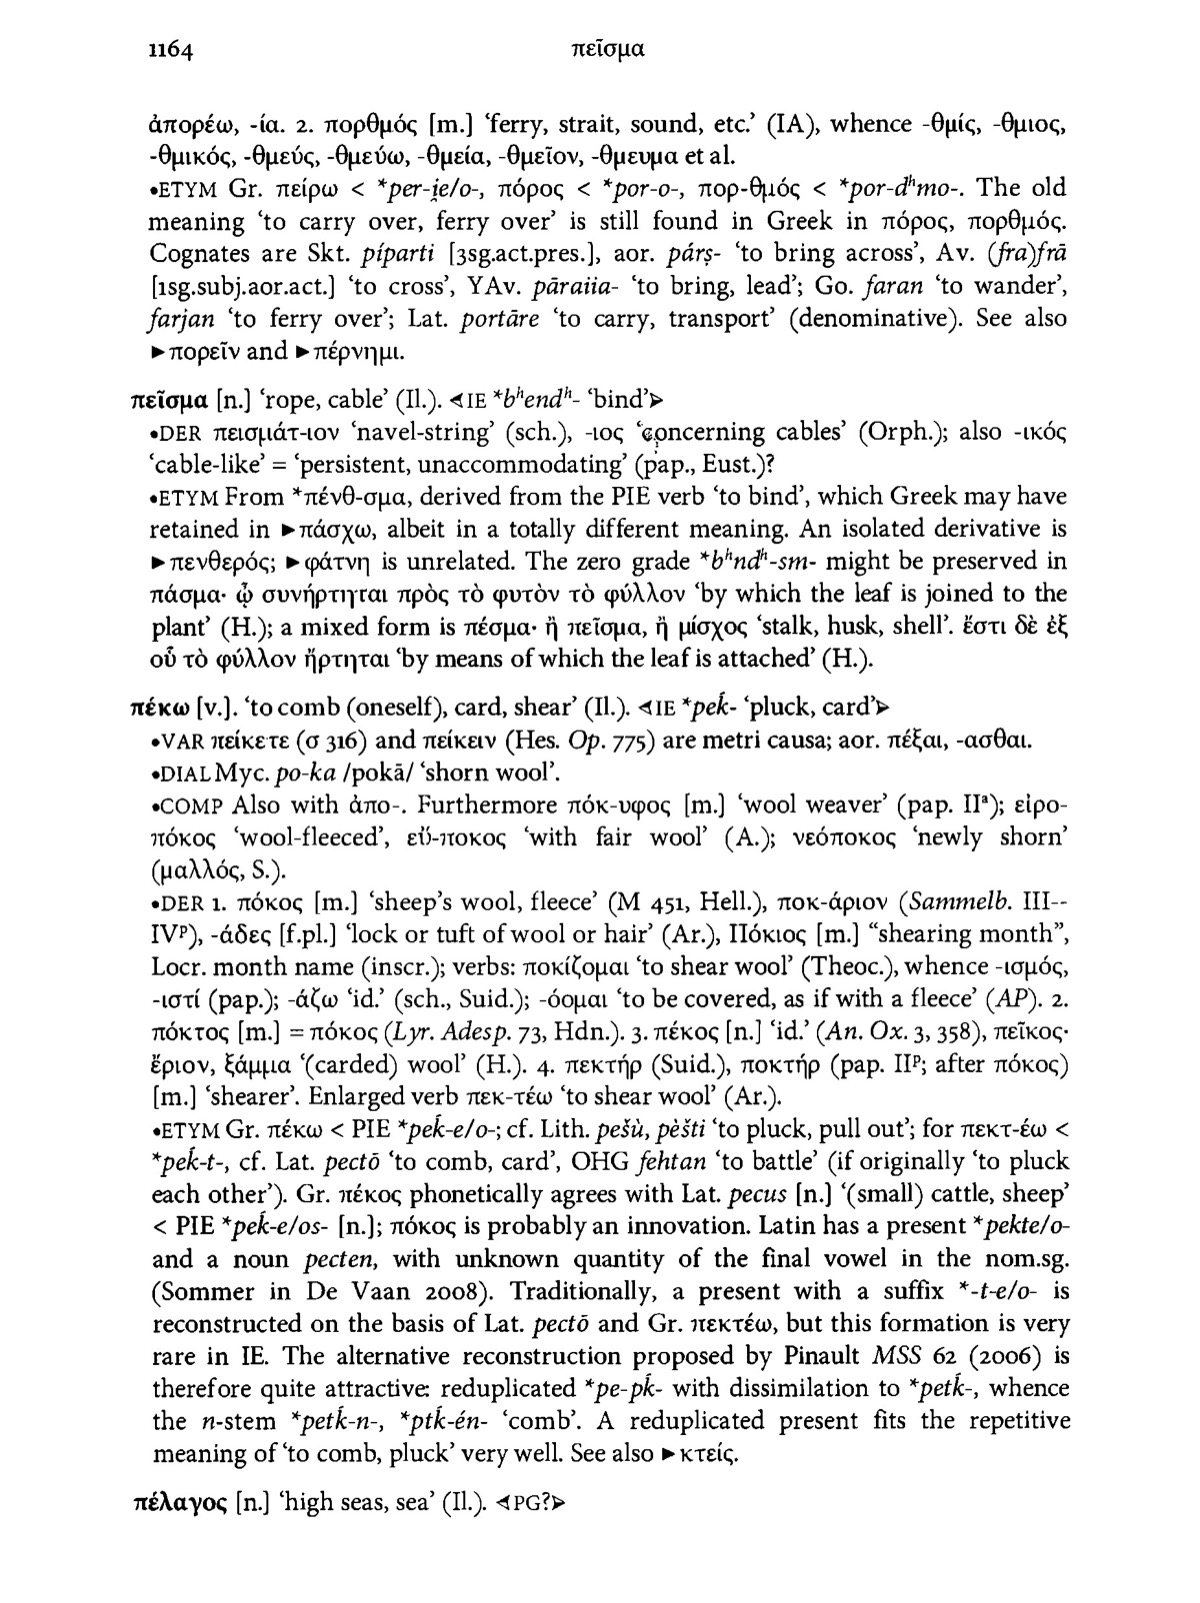 1164 πεῖσμα
ἀπορέω, -ία. 2. πορθμός [m.] ‘ferry, strait, sound, etc.’ (IA), whence -θμίς, -θμιος,
-θμικός, -θμεύς, -θμεύω, -θμεία, -θμεῖον, -θμευμα et al.
•ETYM Gr. πείρω < *per-i̯e/o-, πόρος < *por-o-, πορ-θμός < *por-dʰmo-. The old
meaning ‘to carry over, ferry over’ is still found in Greek in πόρος, πορθμός.
Cognates are Skt. píparti [3sg.act.pres.], aor. párṣ- ‘to bring across’, Av. (fra)frā
[1sg.subj.aor.act.] ‘to cross’, YAv. pāraiia- ‘to bring, lead’; Go. faran ‘to wander’,
farjan ‘to ferry over’; Lat. portāre ‘to carry, transport’ (denominative). See also
►πορεῖν and ►πέρνημι.
πεῖσμα [n.] ‘rope, cable’ (Il.). ⊲IE *bʰendʰ- ‘bind’⊳
•DER πεισμάτ-ιον ‘navel-string’ (sch.), -ιος ‘concerning cables’ (Orph.); also -ικός
‘cable-like’ = ‘persistent, unaccommodating’ (pap., Eust.)?
•ETYM From *πένθ-σμα, derived from the PIE verb ‘to bind’, which Greek may have
retained in ►πάσχω, albeit in a totally different meaning. An isolated derivative is
►πενθερός; ►φάτνη is unrelated. The zero grade *bʰndʰ-sm- might be preserved in
πάσμα· ᾧ συνήρτηται πρὸς τὸ φυτὸν τὸ φύλλον ‘by which the leaf is joined to the
plant’ (H.); a mixed form is πέσμα· ἢ πεῖσμα, ἢ μίσχος ‘stalk, husk, shell’. ἔστι δὲ ἐξ
οὗ τὸ φύλλον ἤρτηται ‘by means of which the leaf is attached’ (H.).
πέκω [v.]. ‘to comb (oneself), card, shear’ (Il.). ⊲IE *peḱ- ‘pluck, card’⊳
•VAR πείκετε (σ 316) and πείκειν (Hes. Op. 775) are metri causa; aor. πέξαι, -ασθαι.
•DIAL Myc. po-ka /pokā/ ‘shorn wool’.
•COMP Also with ἀπο-. Furthermore πόκ-υφος [m.] ‘wool weaver’ (pap. IIᵃ); εἰρο-
πόκος ‘wool-fleeced’, εὔ-ποκος ‘with fair wool’ (A.); νεόποκος ‘newly shorn’
(μαλλός, S.).
•DER 1. πόκος [m.] ‘sheep’s wool, fleece’ (M 451, Hell.), ποκ-άριον (Sammelb. III--
IVᵖ), -άδες [f.pl.] ‘lock or tuft of wool or hair’ (Ar.), Πόκιος [m.] “shearing month”,
Locr. month name (inscr.); verbs: ποκίζομαι ‘to shear wool’ (Theoc.), whence -ισμός,
-ιστί (pap.); -άζω ‘id.’ (sch., Suid.); -όομαι ‘to be covered, as if with a fleece’ (AP). 2.
πόκτος [m.] = πόκος (Lyr. Adesp. 73, Hdn.). 3. πέκος [n.] ‘id.’ (An. Ox. 3, 358), πεῖκος·
ἔριον, ξάμμα ‘(carded) wool’ (H.). 4. πεκτήρ (Suid.), ποκτήρ (pap. IIᵖ; after πόκος)
[m.] ‘shearer’. Enlarged verb πεκ-τέω ‘to shear wool’ (Ar.).
•ETYM Gr. πέκω < PIE *peḱ-e/o-; cf. Lith. pešù, pèšti ‘to pluck, pull out’; for πεκτ-έω <
*peḱ-t-, cf. Lat. pectō ‘to comb, card’, OHG fehtan ‘to battle’ (if originally ‘to pluck
each other’). Gr. πέκος phonetically agrees with Lat. pecus [n.] ‘(small) cattle, sheep’
< PIE *peḱ-e/os- [n.]; πόκος is probably an innovation. Latin has a present *pekte/o-
and a noun pecten, with unknown quantity of the final vowel in the nom.sg.
(Sommer in De Vaan 2008). Traditionally, a present with a suffix *-t-e/o- is
reconstructed on the basis of Lat. pectō and Gr. πεκτέω, but this formation is very
rare in IE. The alternative reconstruction proposed by Pinault MSS 62 (2006) is
therefore quite attractive: reduplicated *pe-pḱ- with dissimilation to *petḱ-, whence
the n-stem *petḱ-n-, *ptḱ-én- ‘comb’. A reduplicated present fits the repetitive
meaning of ‘to comb, pluck’ very well. See also ►κτείς.
πέλαγος [n.] ‘high seas, sea’ (Il.). ⊲PG?⊳